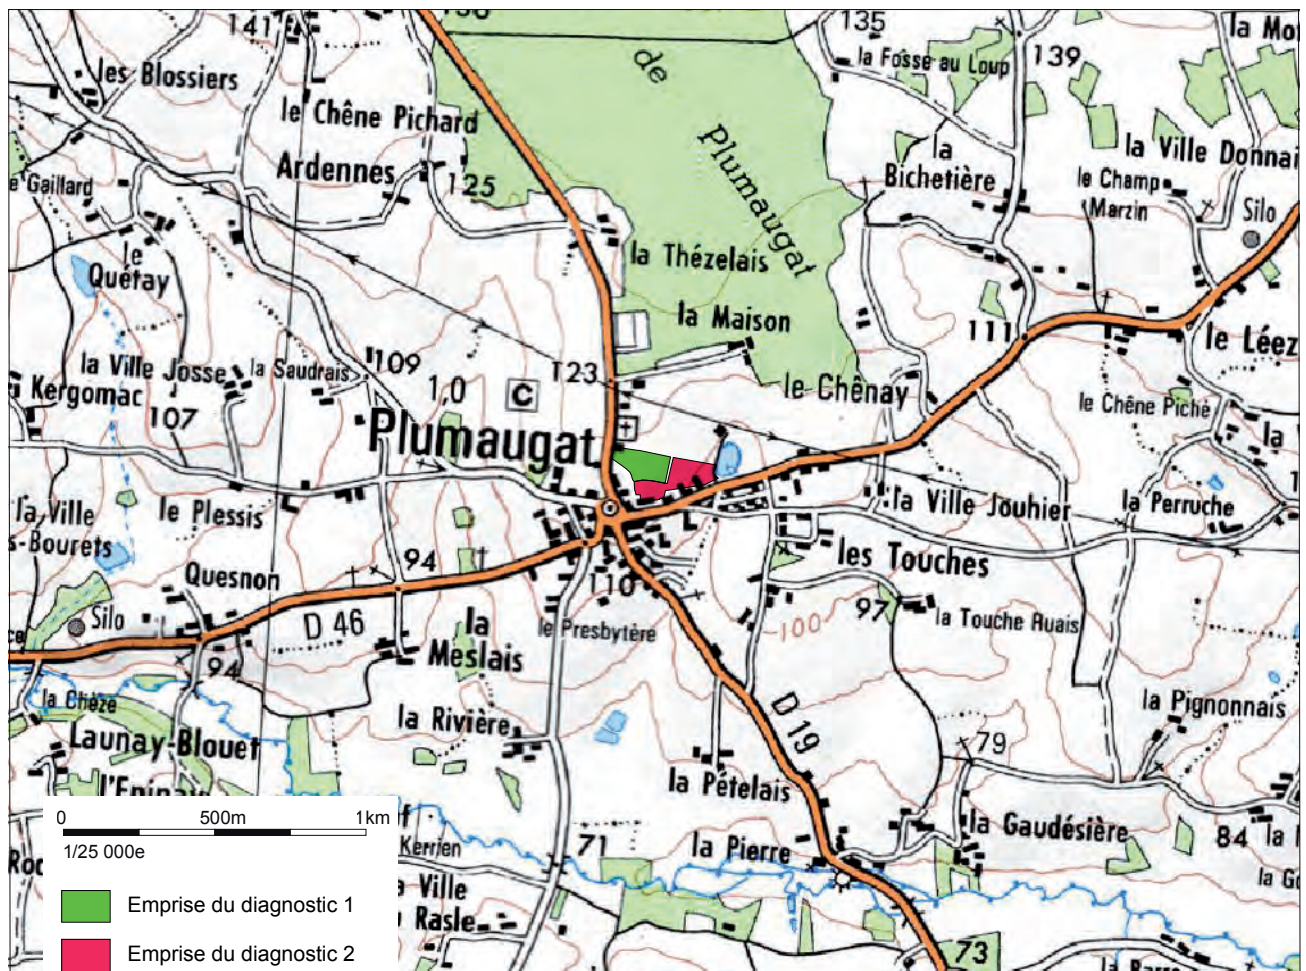 141
135
139
les Blossiers
la Fosse au Loup
de
Plumaugat
le Chêne Pichard
Ardennes
125
la
Bichetière
la Ville Donnai
le Champ
Marzin
Silo
Gaillard
le
Quétay
la Thézelais
la Maison
111
le Léez
la Ville Josse
la Saudrais
109
123
le Chênay
Kergomac
107
1,0
C
le Chêne Piché
Plumaugat
la Ville
s-Bourets
le Plessis
la Ville Jouhier
la Perruche
Quesnon
94
110
les Touches
Silo
D 46
la
Meslais
le Presbytère
100
97
la Touche Ruais
94
la Chèze
Launay-Blouet
la Rivière
D 19
79
la Pignonnais
l'Epinay
la Pételais
la Gaudésière
84
0 500m 1km
1/25 000e
Kerrien
71
la Pierre
Ville
Rasle
73
Emprise du diagnostic 1
Emprise du diagnostic 2